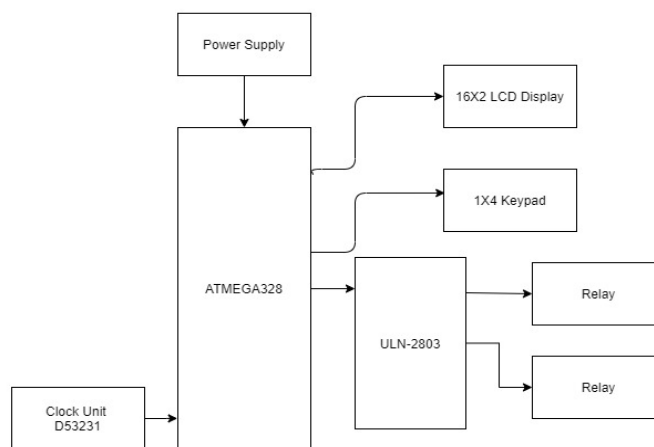 Power Supply
16X2 LCD Display
1X4 Keypad
ATMEGA328
Relay
ULN-2803
Relay
Clock Unit
D53231